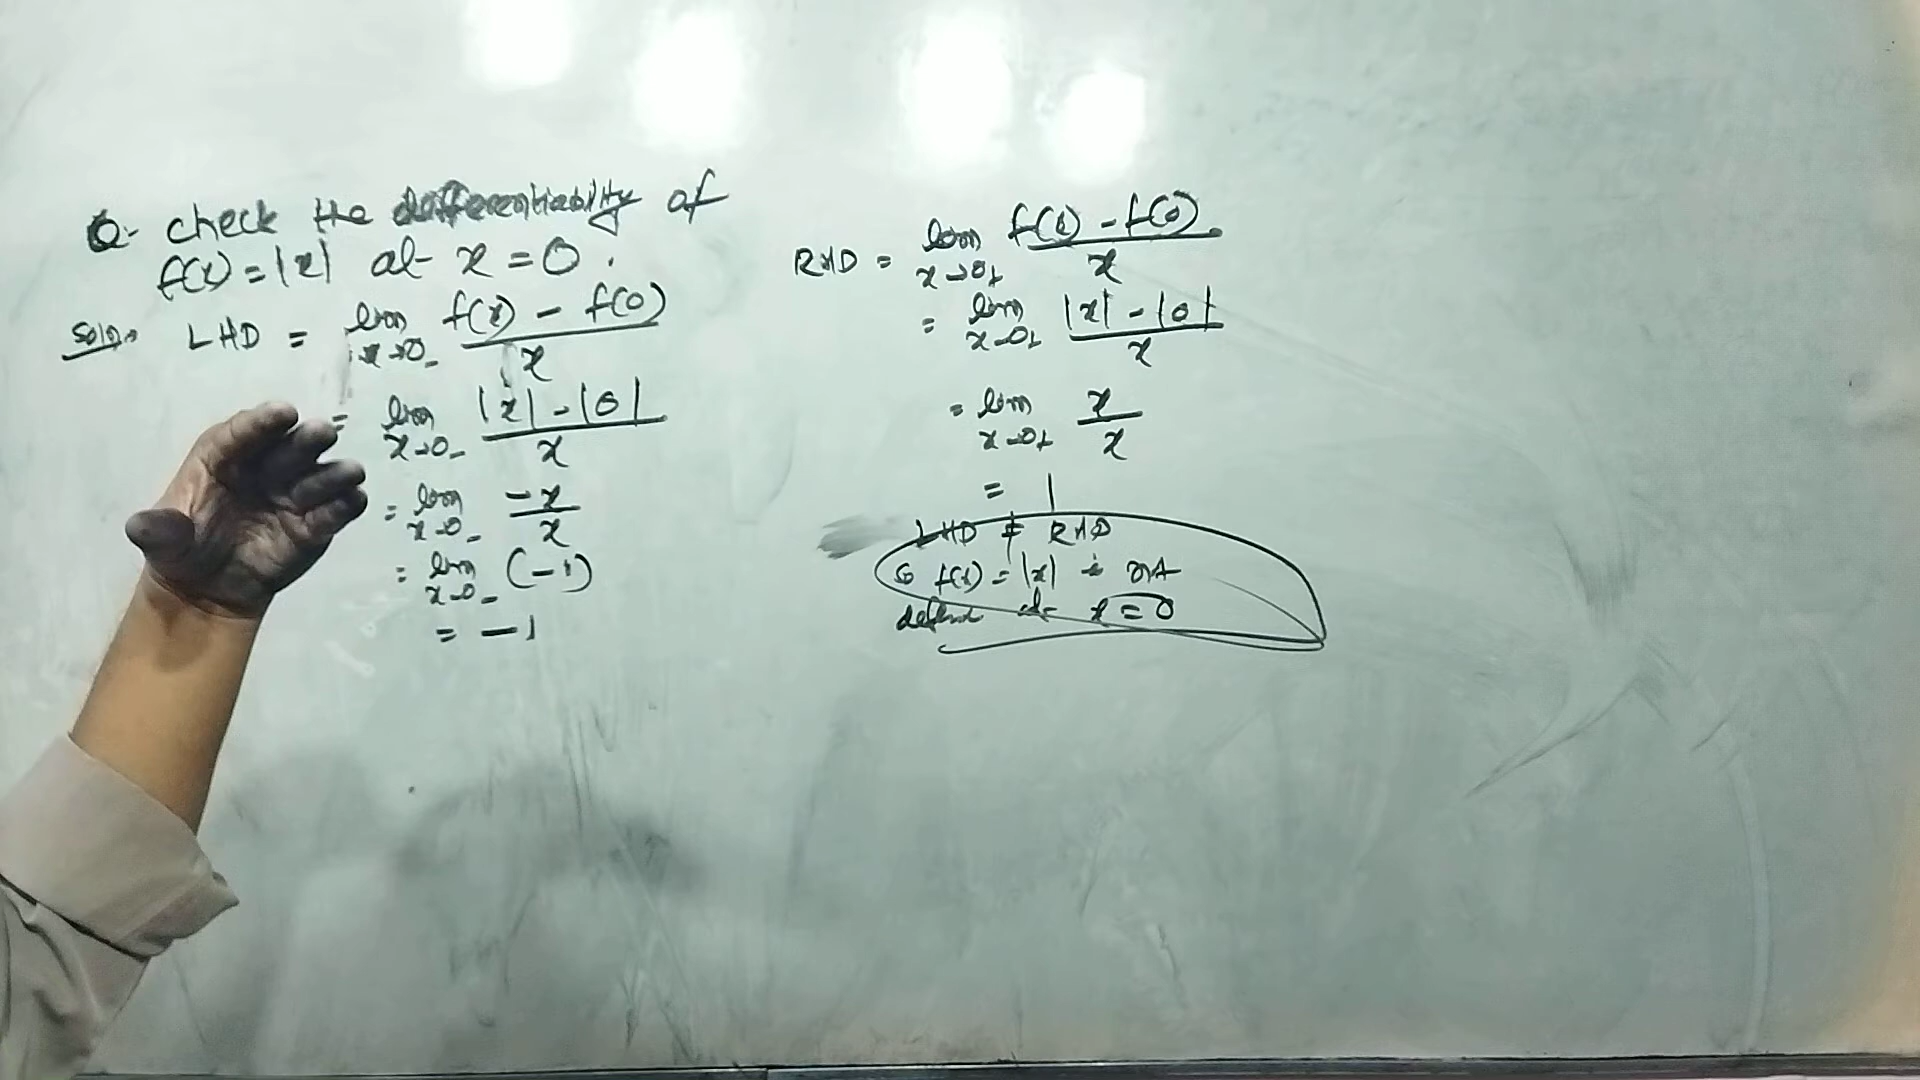 Q- check the differentiability of
f(x) = |x| at x = 0 .
Soln. LHD = lim x→0- f(x) - f(0) / x
= lim x→0- |x| - |0| / x
= lim x→0- -x / x
= lim x→0- (-1)
= -1
RHD = lim x→0+ f(x) - f(0) / x
= lim x→0+ |x| - |0| / x
= lim x→0+ x / x
= 1
LHD ≠ RHD
So f(x) = |x| is not
at x = 0